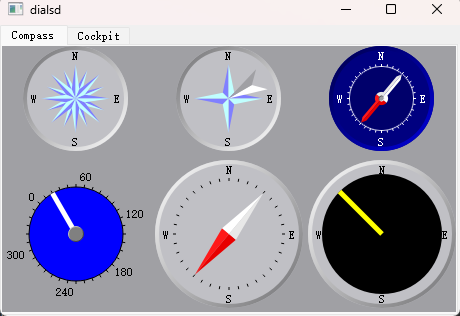 dialsd
Compass Cockpit
N N
W E W E W E
S S
N N
0 60 120 180 240 300
W E W E
S S